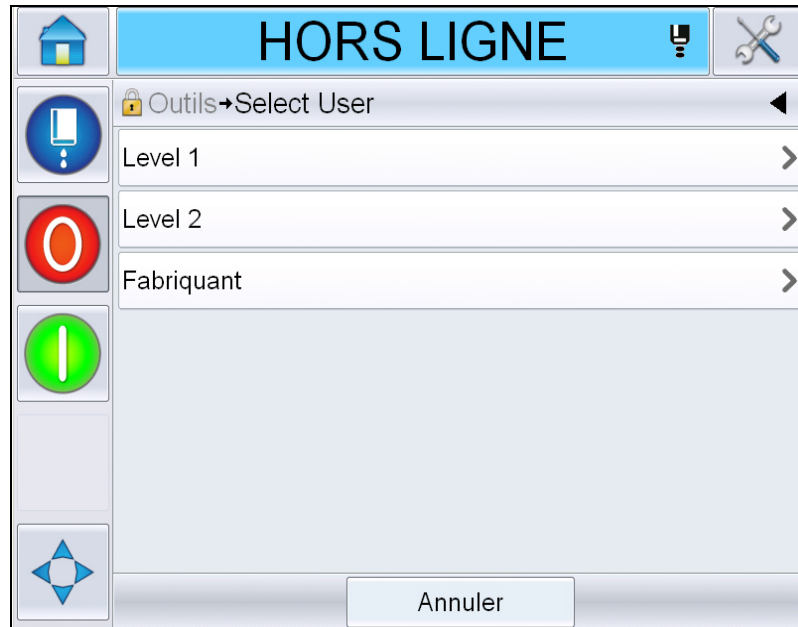 HORS LIGNE
Outils→Select User
Level 1
Level 2
Fabriquant
Annuler